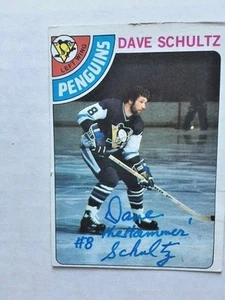 DAVE SCHULTZ
LEFT WING
PENGUINS
8
Dave
"the Hammer"
#8 Schultz